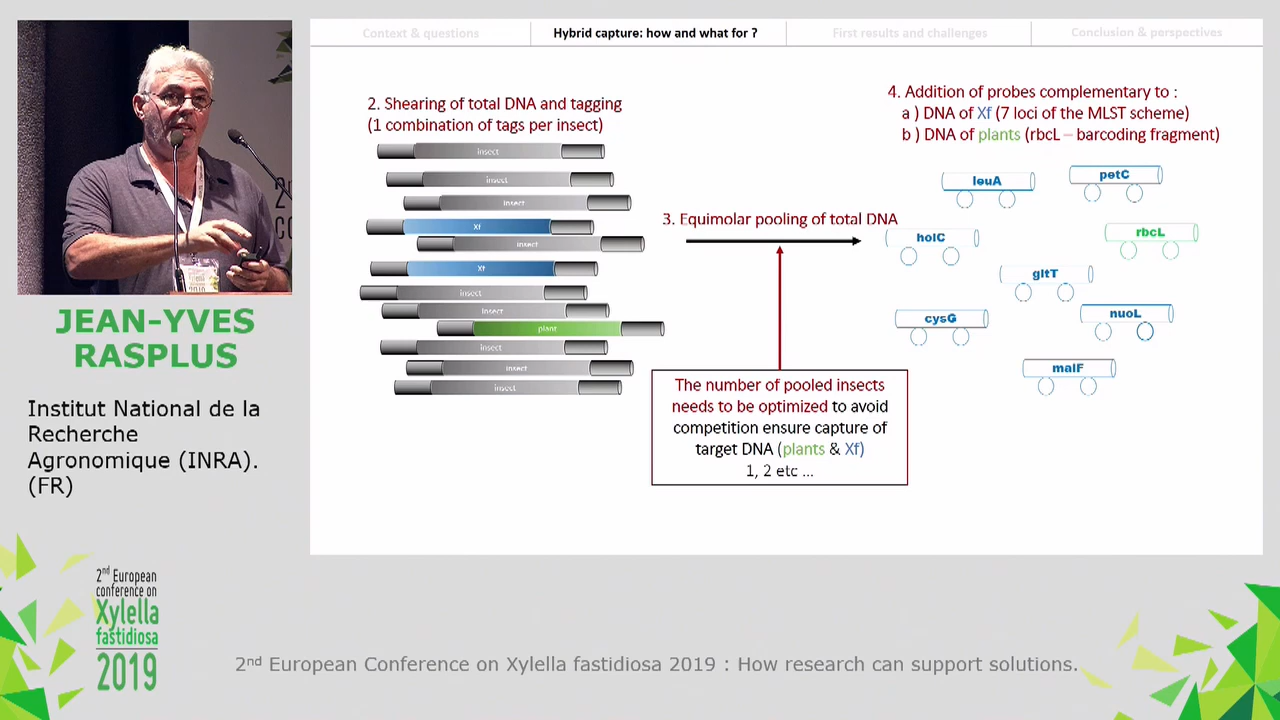 Context & questions
Hybrid capture: how and what for ?
First results and challenges
Conclusion & perspectives
2. Shearing of total DNA and tagging
(1 combination of tags per insect)
insect
insect
insect
Xf
insect
Xf
insect
insect
plant
insect
insect
insect
3. Equimolar pooling of total DNA
The number of pooled insects
needs to be optimized to avoid
competition ensure capture of
target DNA (plants & Xf)
1, 2 etc ...
4. Addition of probes complementary to :
a ) DNA of Xf (7 loci of the MLST scheme)
b ) DNA of plants (rbcL – barcoding fragment)
leuA
petC
holC
rbcL
gltT
cysG
nuoL
malF
JEAN-YVES
RASPLUS
Institut National de la
Recherche
Agronomique (INRA).
(FR)
2nd European
conference on
Xylella
fastidiosa
2019
2nd European Conference on Xylella fastidiosa 2019 : How research can support solutions.